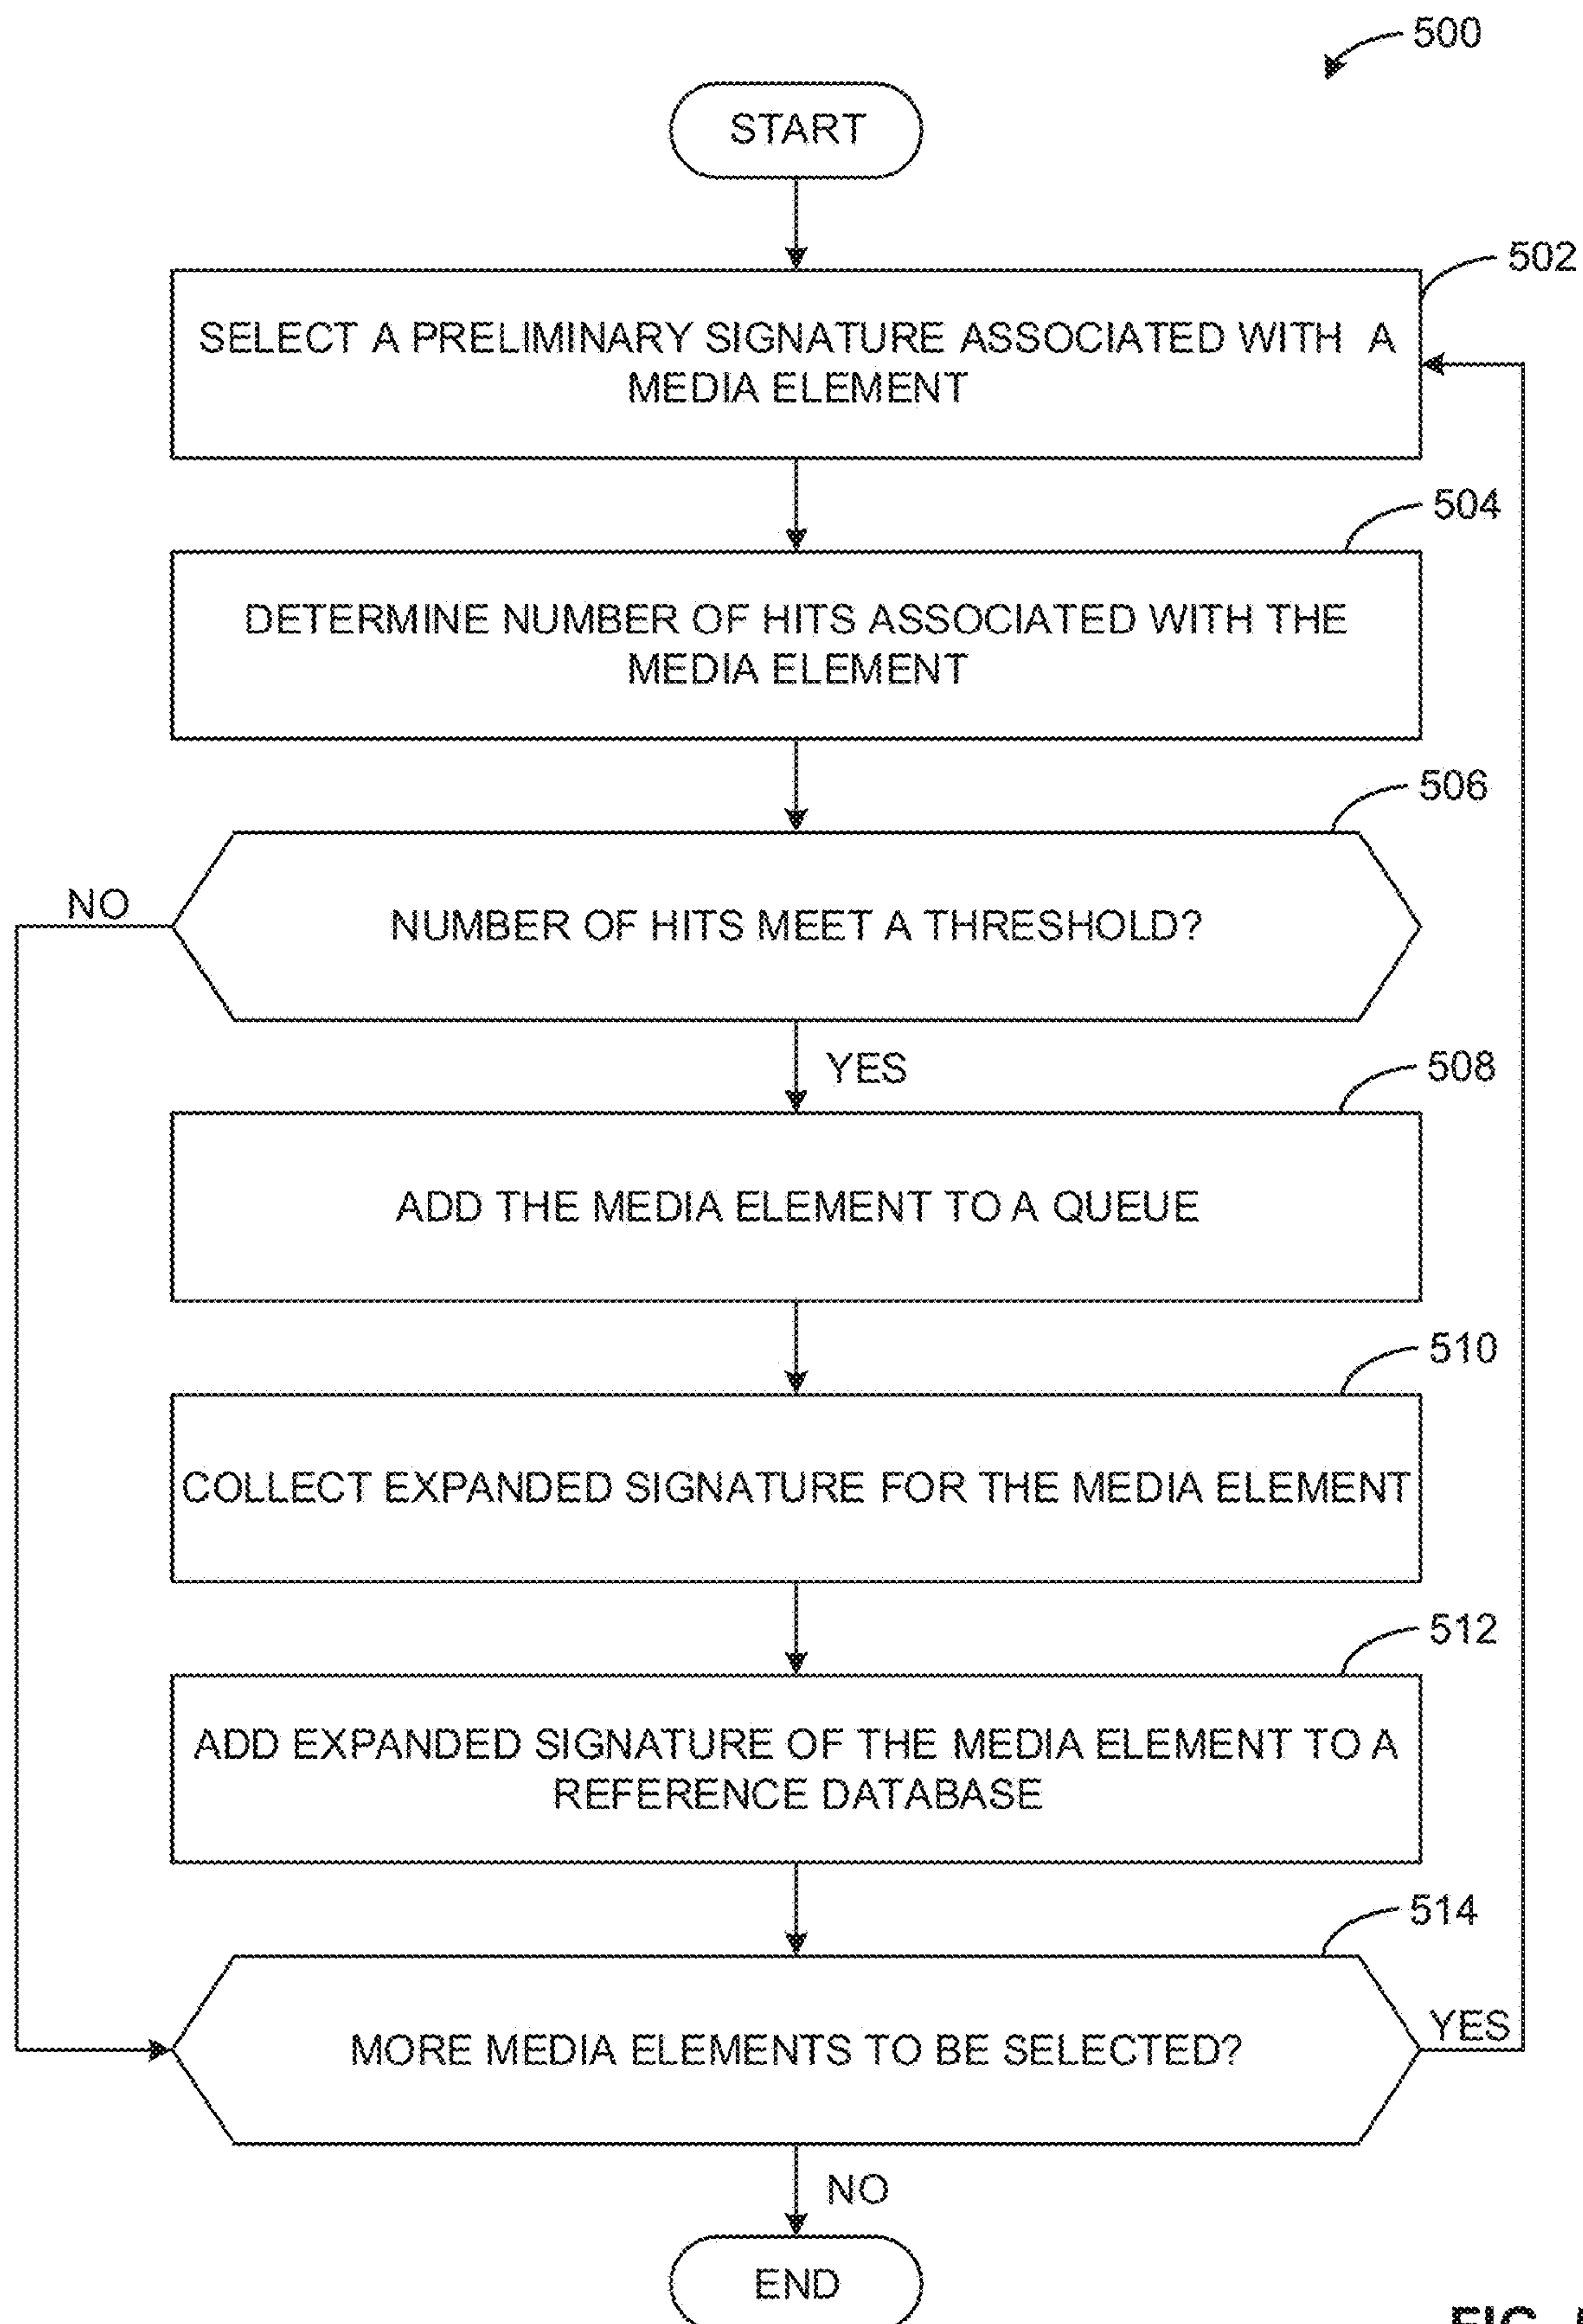 500
START
502
SELECT A PRELIMINARY SIGNATURE ASSOCIATED WITH A
MEDIA ELEMENT
504
DETERMINE NUMBER OF HITS ASSOCIATED WITH THE
MEDIA ELEMENT
506
NO
NUMBER OF HITS MEET A THRESHOLD?
YES
508
ADD THE MEDIA ELEMENT TO A QUEUE
510
COLLECT EXPANDED SIGNATURE FOR THE MEDIA ELEMENT
512
ADD EXPANDED SIGNATURE OF THE MEDIA ELEMENT TO A
REFERENCE DATABASE
514
MORE MEDIA ELEMENTS TO BE SELECTED?
YES
NO
END
FIG.